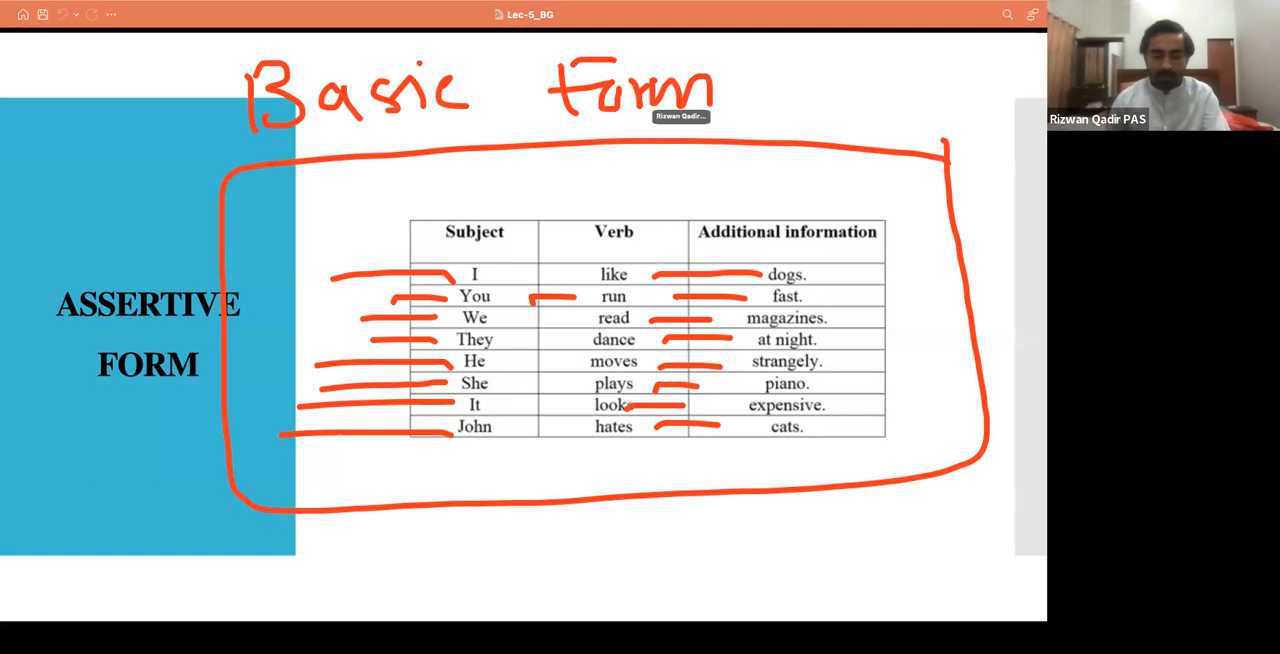 Lec-5_BG
Basic Form
Rizwan Qadir...
Rizwan Qadir PAS
ASSERTIVE
FORM
Subject Verb Additional information
I like dogs.
You run fast.
We read magazines.
They dance at night.
He moves strangely.
She plays piano.
It looks expensive.
John hates cats.